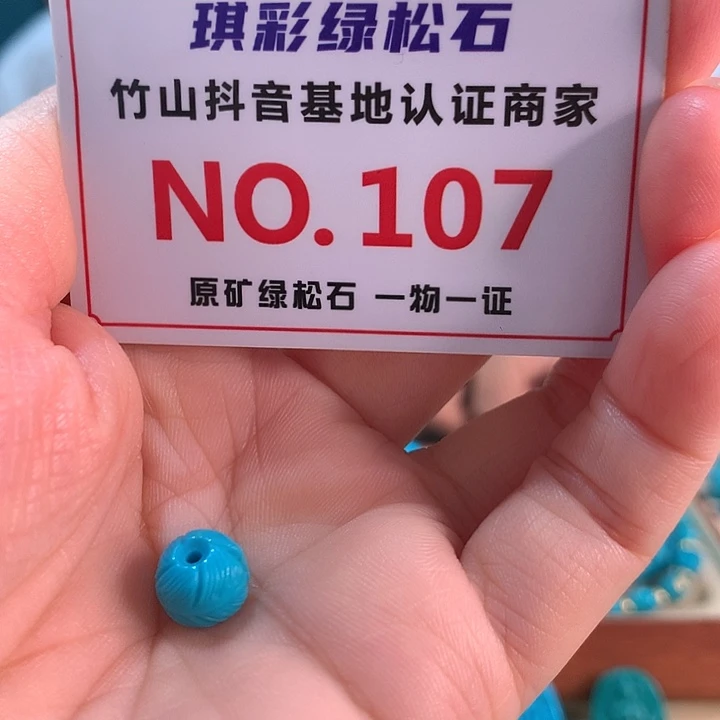 琪彩绿松石
竹山抖音基地认证商家
NO.107
原矿绿松石 一物一证